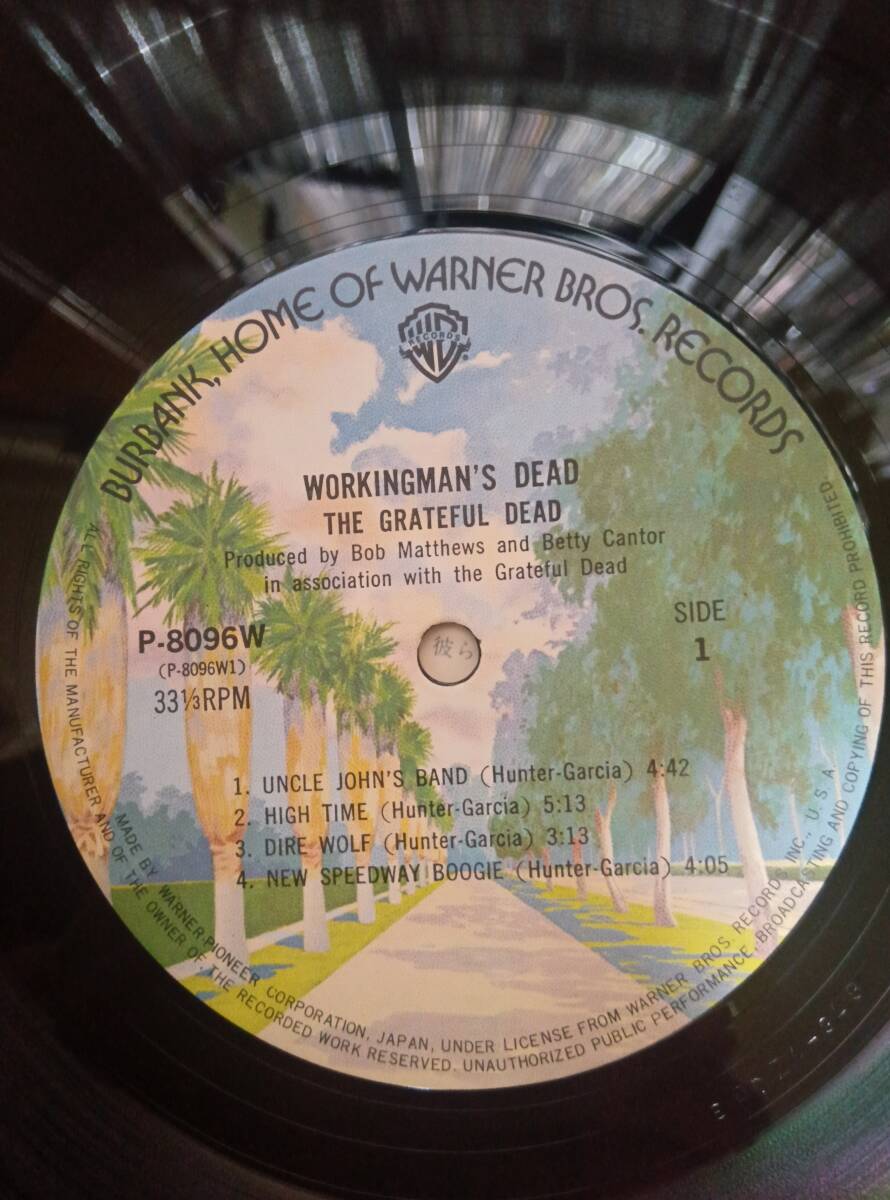 BURBANK, HOME OF WARNER BROS. RECORDS
RECORDS
WORKINGMAN'S DEAD
THE GRATEFUL DEAD
Produced by Bob Matthews and Betty Cantor
in association with the Grateful Dead
P-8096W
(P-8096W1)
33⅓RPM
SIDE
1
彼ら
1. UNCLE JOHN'S BAND (Hunter-Garcia) 4:42
2. HIGH TIME (Hunter-Garcia) 5:13
3. DIRE WOLF (Hunter-Garcia) 3:13
4. NEW SPEEDWAY BOOGIE (Hunter-Garcia) 4:05
MADE BY WARNER-PIONEER CORPORATION, JAPAN, UNDER LICENSE FROM WARNER BROS. RECORDS INC., U.S.A.
ALL RIGHTS OF THE MANUFACTURER AND OF THE OWNER OF THE RECORDED WORK RESERVED. UNAUTHORIZED PUBLIC PERFORMANCE, BROADCASTING AND COPYING OF THIS RECORD PROHIBITED